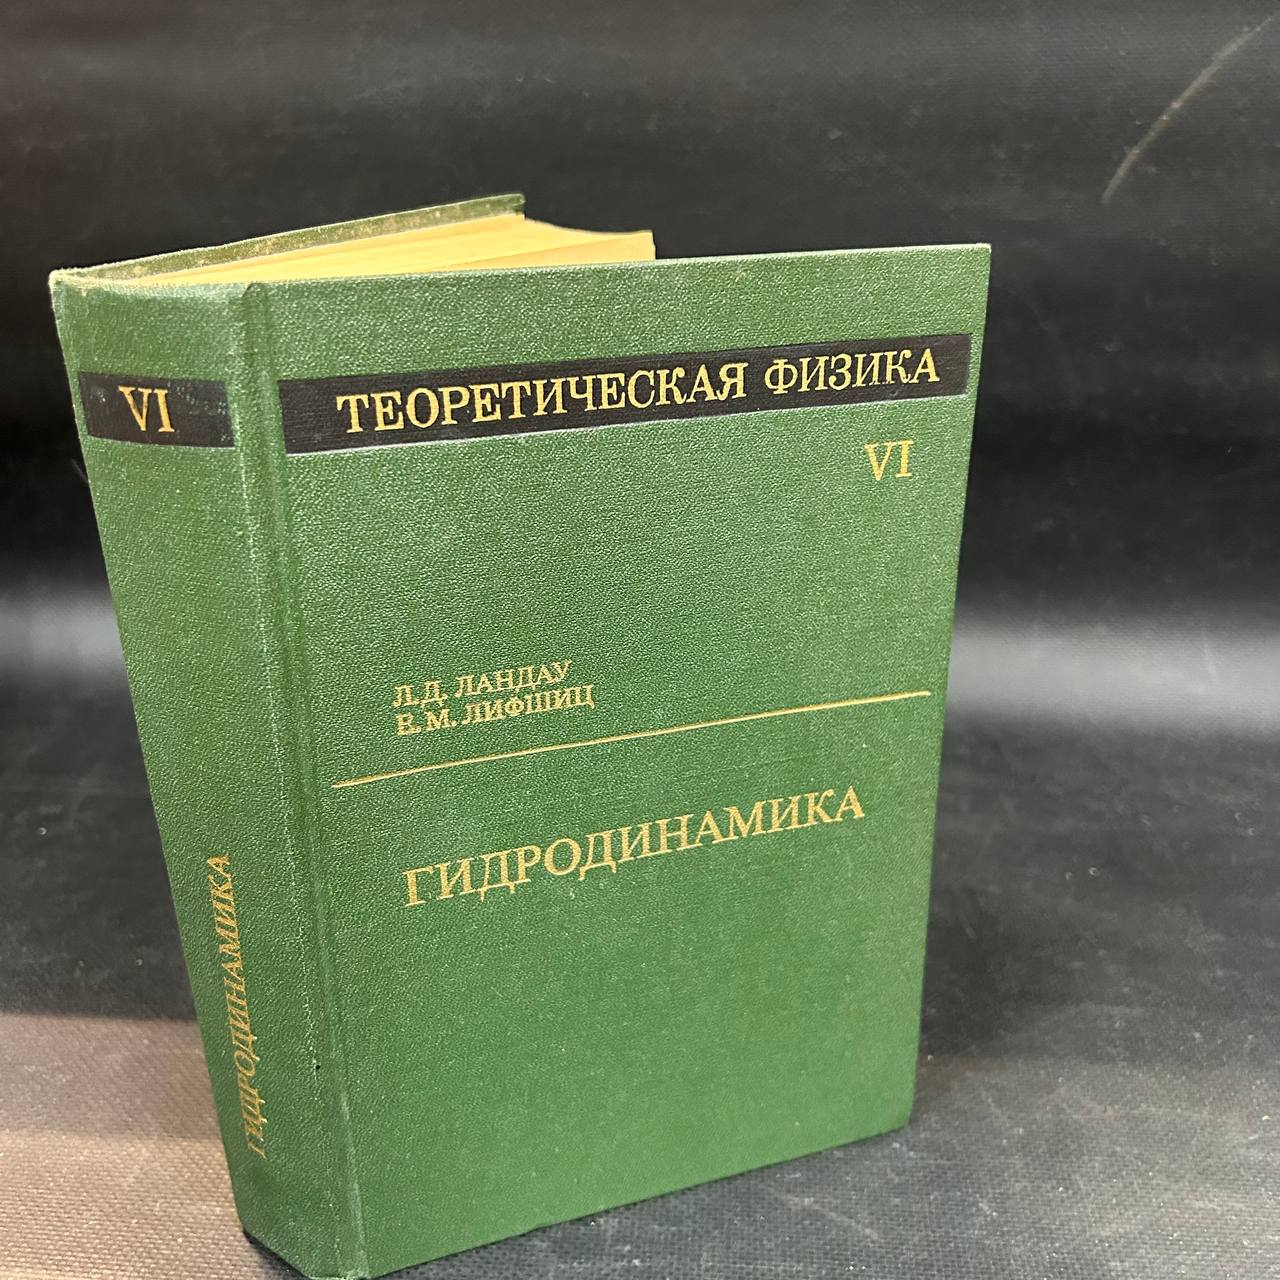 VI
ТЕОРЕТИЧЕСКАЯ ФИЗИКА
VI
Л.Д. ЛАНДАУ
Е.М. ЛИФШИЦ
ГИДРОДИНАМИКА
ГИДРОДИНАМИКА